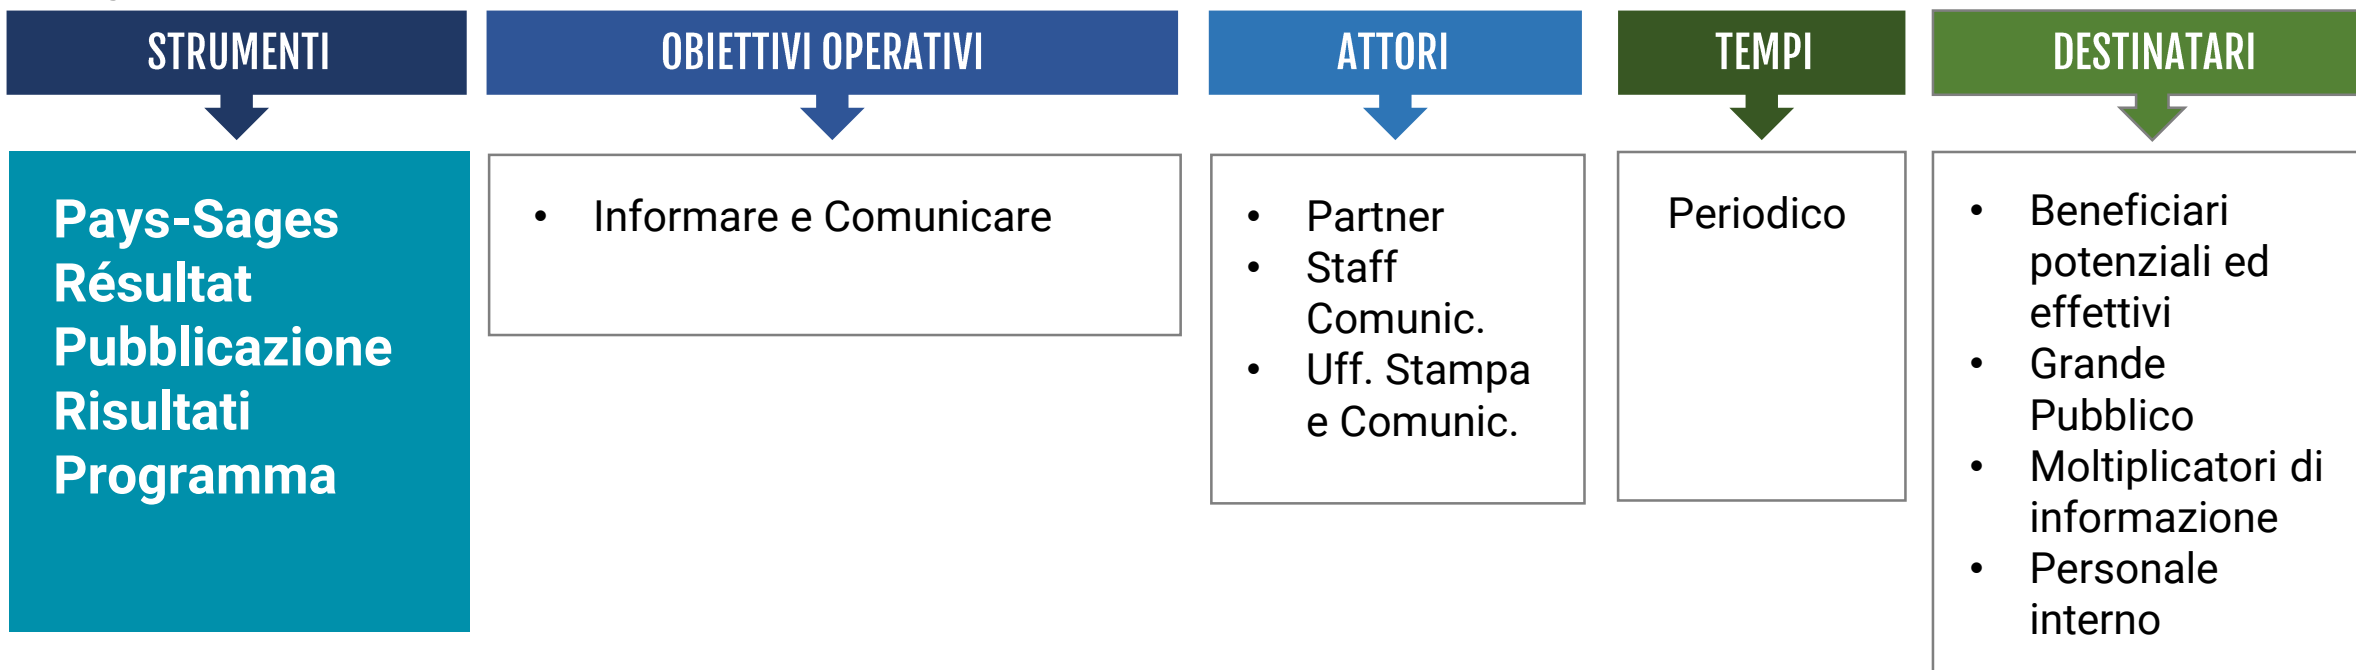 STRUMENTI
OBIETTIVI OPERATIVI
ATTORI
TEMPI
DESTINATARI
Pays-Sages
Résultat
Pubblicazione
Risultati
Programma
• Informare e Comunicare
• Partner
• Staff
Comunic.
• Uff. Stampa
e Comunic.
Periodico
• Beneficiari
potenziali ed
effettivi
• Grande
Pubblico
• Moltiplicatori di
informazione
• Personale
interno